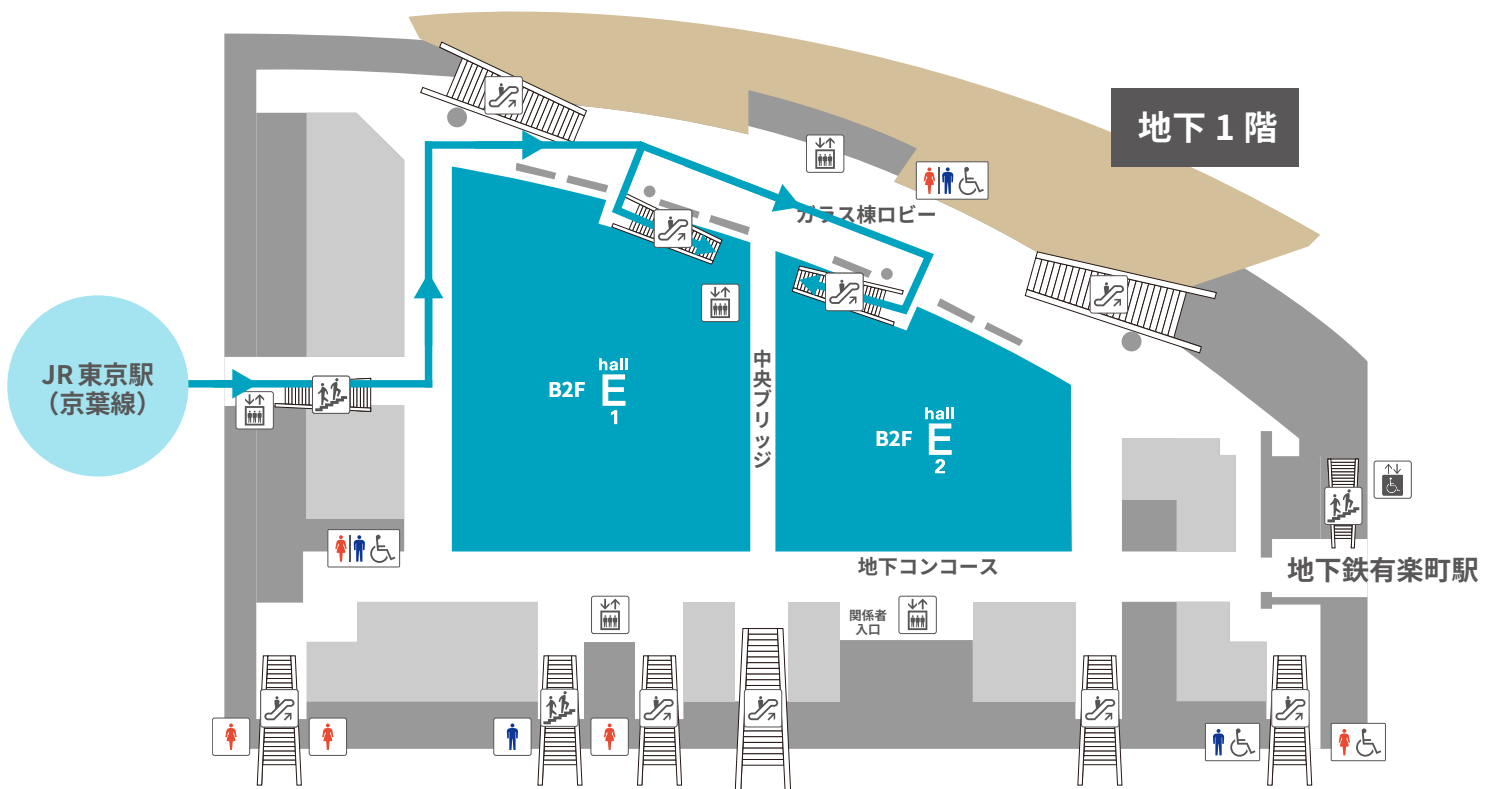 地下1階
ガラス棟ロビー
JR東京駅
（京葉線）
hall
B2F E
1
中央ブリッジ
hall
B2F E
2
地下コンコース
地下鉄有楽町駅
関係者
入口